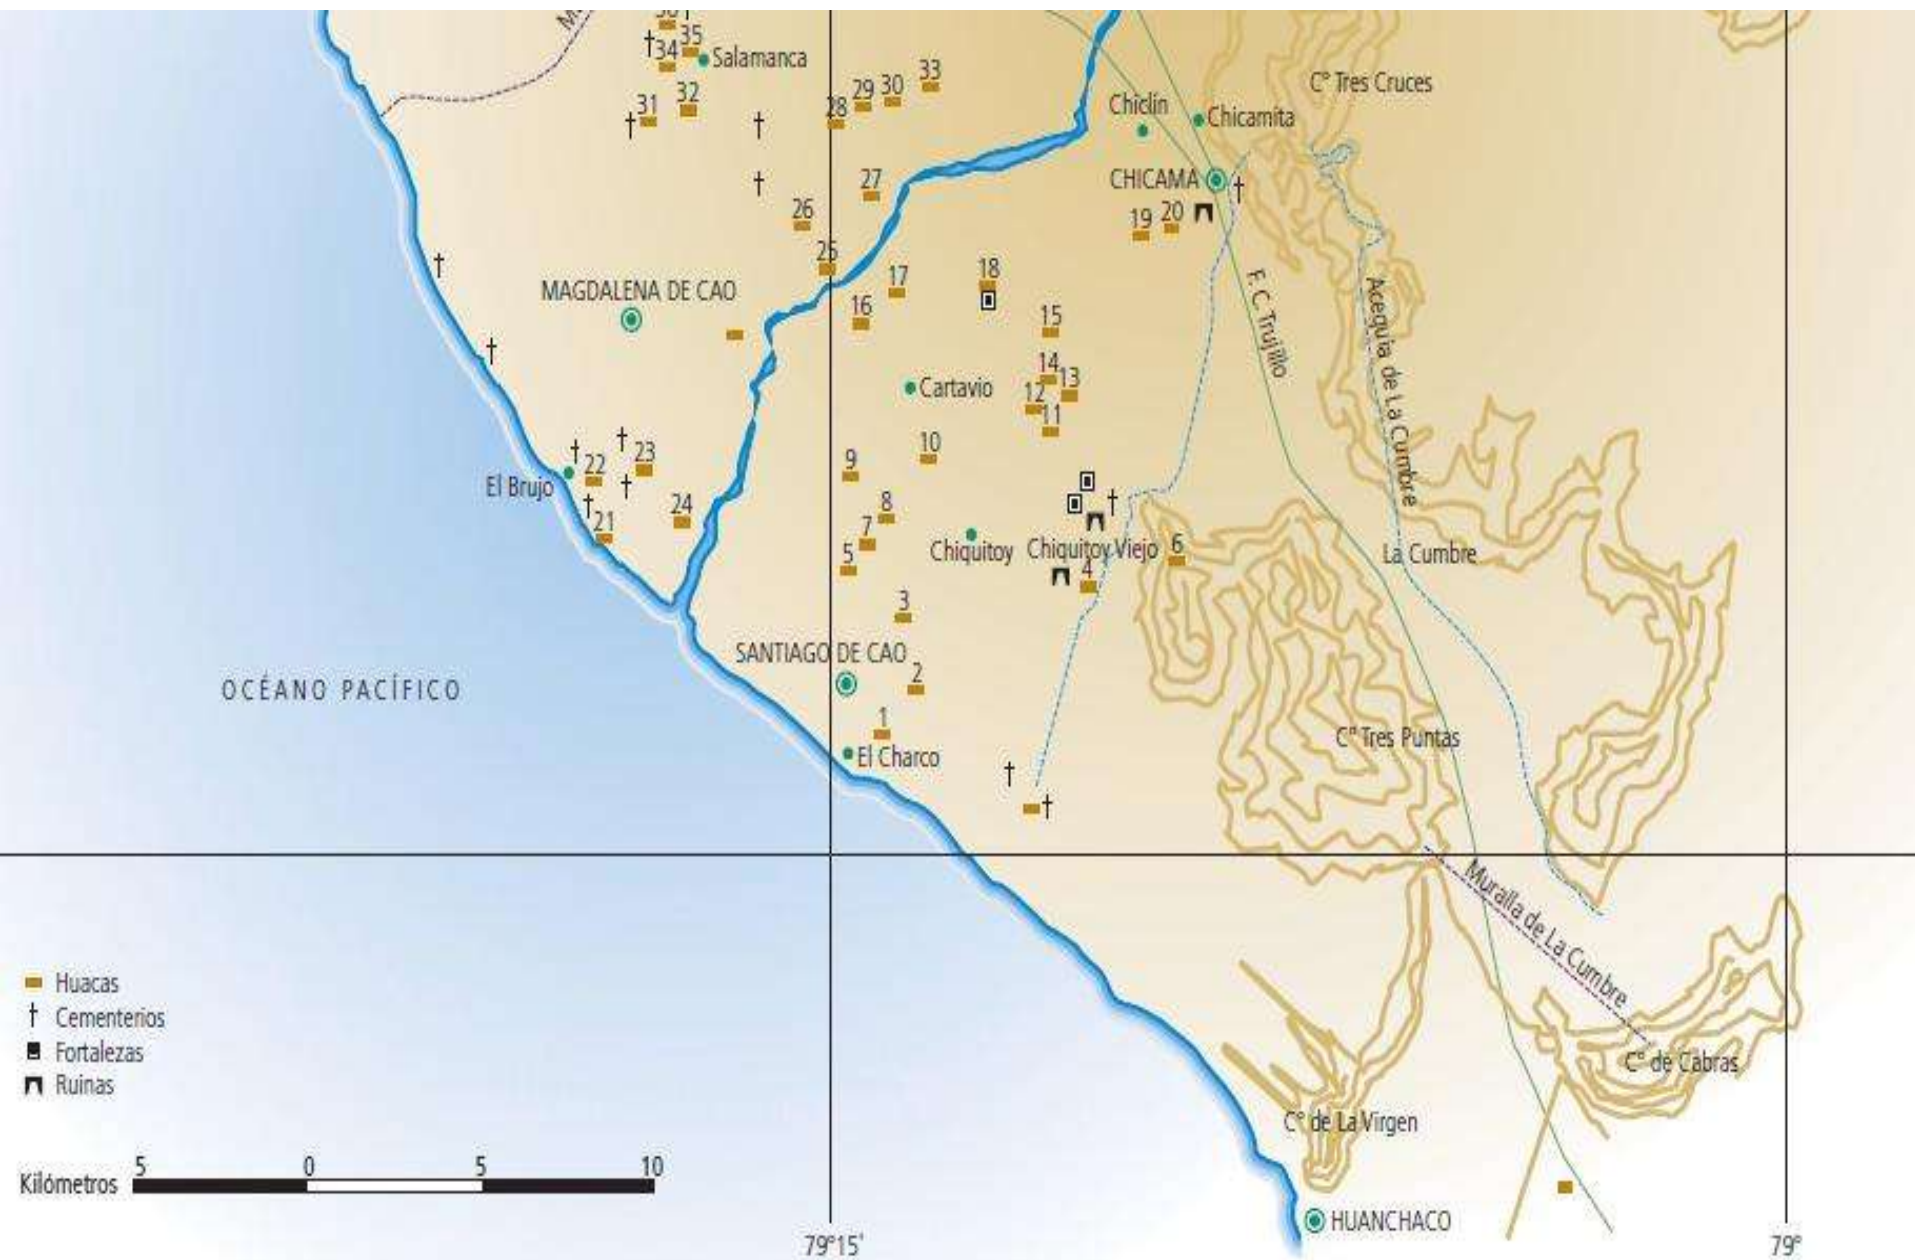 35
34
Salamanca
C° Tres Cruces
33
29
30
31
32
28
Chiclín
Chicamita
27
CHICAMA
26
19
20
25
17
18
MAGDALENA DE CAO
16
15
F. C. Trujillo
Acequia de La Cumbre
14
13
Cartavio
12
11
10
9
22
23
El Brujo
24
8
21
7
5
Chiquitoy
Chiquitoy Viejo
6
La Cumbre
4
3
SANTIAGO DE CAO
2
OCÉANO PACÍFICO
1
C° Tres Puntas
El Charco
Muralla de La Cumbre
Huacas
Cementerios
Fortalezas
Ruinas
C° de Cabras
C° de La Virgen
5 0 5 10
Kilómetros
HUANCHACO
79°15'
79°